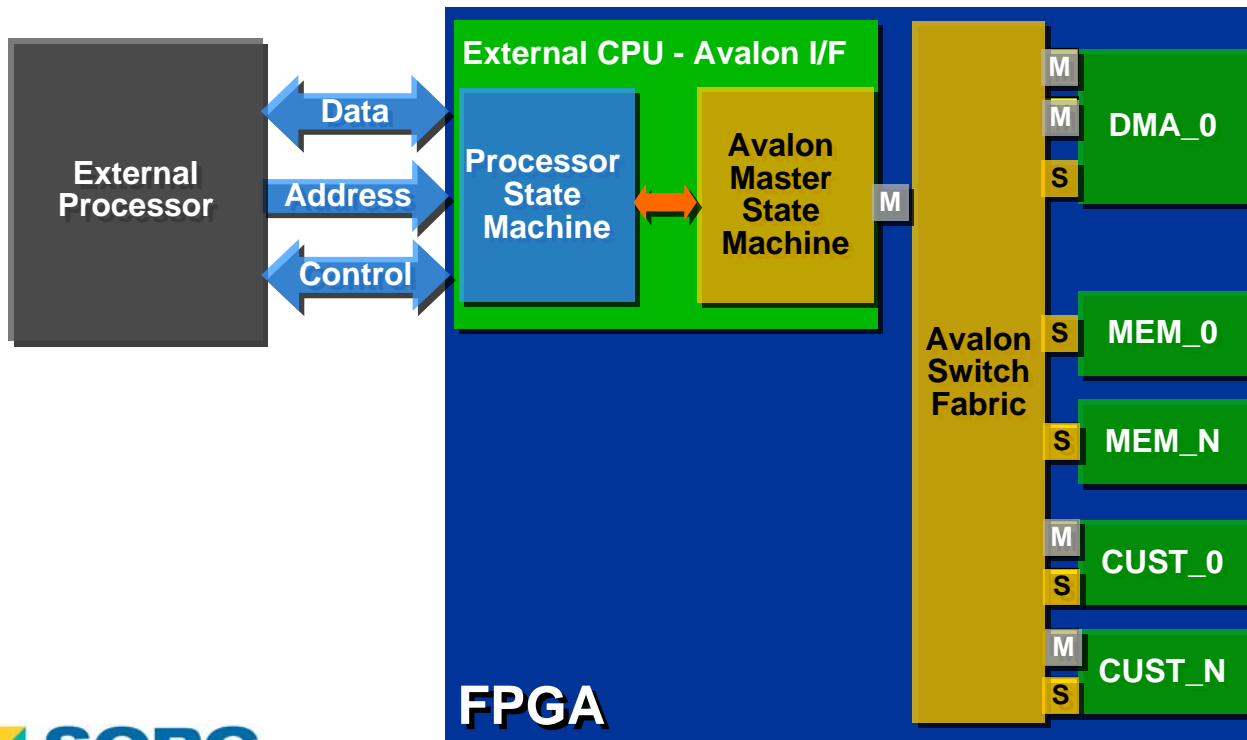 External CPU - Avalon I/F
External
Processor
Data
Address
Control
Processor
State
Machine
Avalon
Master
State
Machine
M
Avalon
Switch
Fabric
M
M
S
DMA_0
S
MEM_0
S
MEM_N
M
S
CUST_0
M
S
CUST_N
FPGA